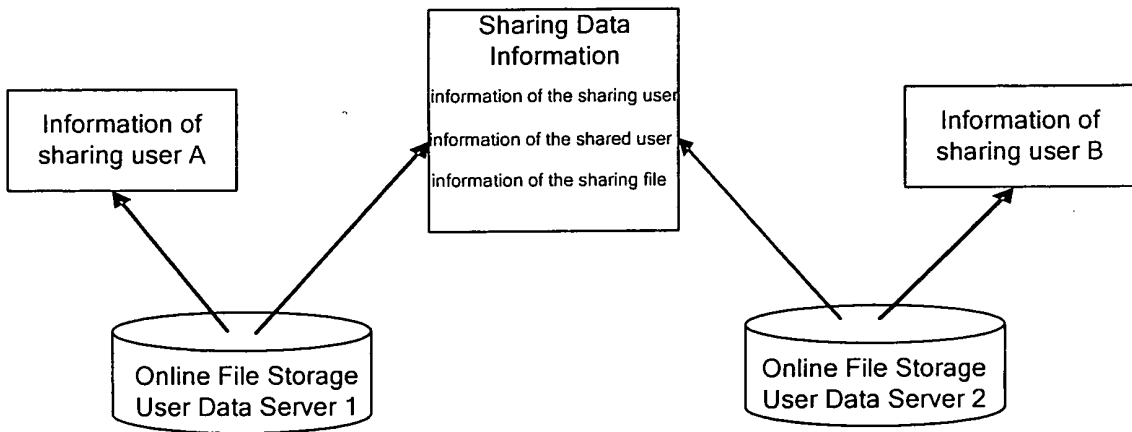 Sharing Data
Information
information of the sharing user
information of the shared user
information of the sharing file
Information of
sharing user A
Information of
sharing user B
Online File Storage
User Data Server 1
Online File Storage
User Data Server 2